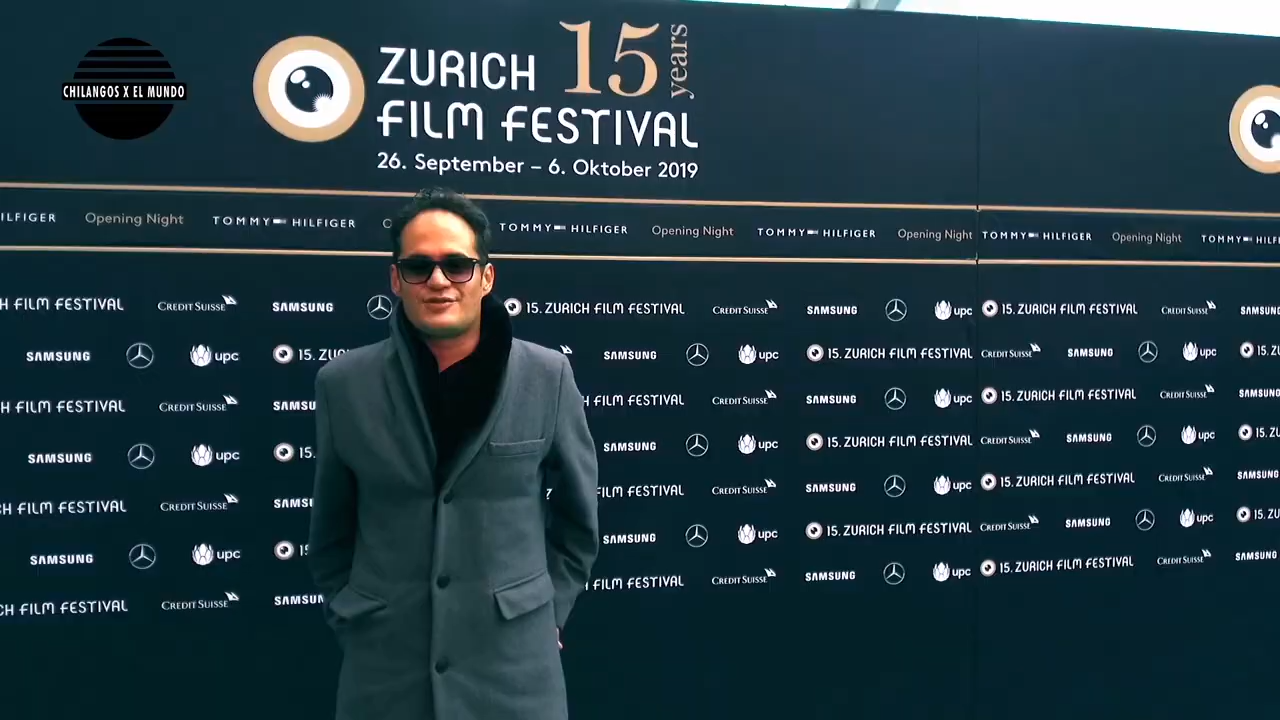 CHILANGOS X EL MUNDO
ZURICH 15 years
FILM FESTIVAL
26. September – 6. Oktober 2019
HILFIGER Opening Night TOMMY HILFIGER TOMMY HILFIGER Opening Night TOMMY HILFIGER Opening Night TOMMY HILFIGER Opening Night TOMMY
FILM FESTIVAL CREDIT SUISSE SAMSUNG 15. ZURICH FILM FESTIVAL CREDIT SUISSE SAMSUNG upc 15. ZURICH FILM FESTIVAL CREDIT SUISSE SAMSUNG
SAMSUNG upc 15. SAMSUNG upc 15. ZURICH FILM FESTIVAL CREDIT SUISSE SAMSUNG upc 15.
FILM FESTIVAL CREDIT SUISSE FILM FESTIVAL CREDIT SUISSE SAMSUNG upc 15. ZURICH FILM FESTIVAL CREDIT SUISSE SAMSUNG
SAMSUNG upc 15. SAMSUNG upc 15. ZURICH FILM FESTIVAL CREDIT SUISSE SAMSUNG upc 15.
FILM FESTIVAL CREDIT SUISSE FILM FESTIVAL CREDIT SUISSE SAMSUNG upc 15. ZURICH FILM FESTIVAL CREDIT SUISSE SAMSUNG
SAMSUNG upc SAMSUNG upc 15. ZURICH FILM FESTIVAL CREDIT SUISSE SAMSUNG upc 15.
FILM FESTIVAL CREDIT SUISSE SAMSUNG FILM FESTIVAL CREDIT SUISSE SAMSUNG upc 15. ZURICH FILM FESTIVAL CREDIT SUISSE SAMSUNG